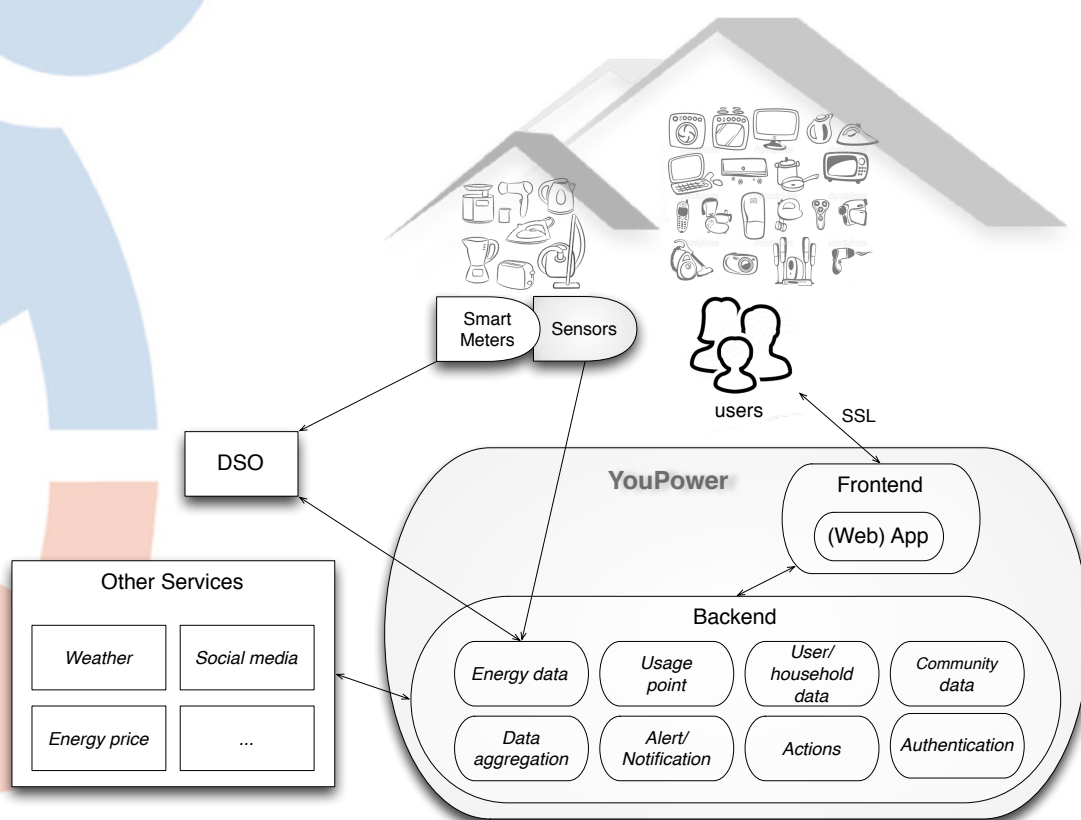 Smart
Meters
Sensors
users
SSL
DSO
YouPower
Frontend
(Web) App
Other Services
Weather
Social media
Energy price
...
Backend
Energy data
Usage
point
User/
household
data
Community
data
Data
aggregation
Alert/
Notification
Actions
Authentication